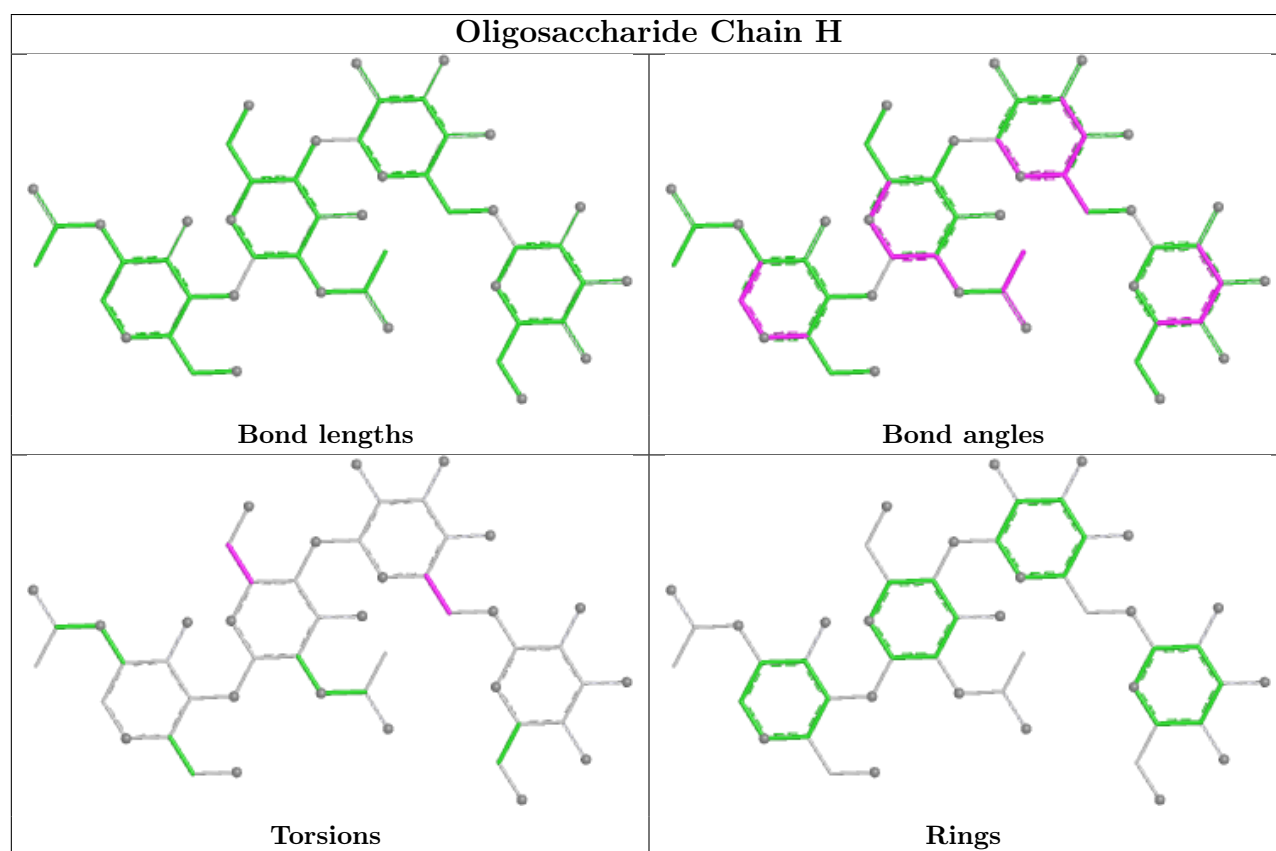 Oligosaccharide Chain H
Bond lengths
Bond angles
Torsions
Rings